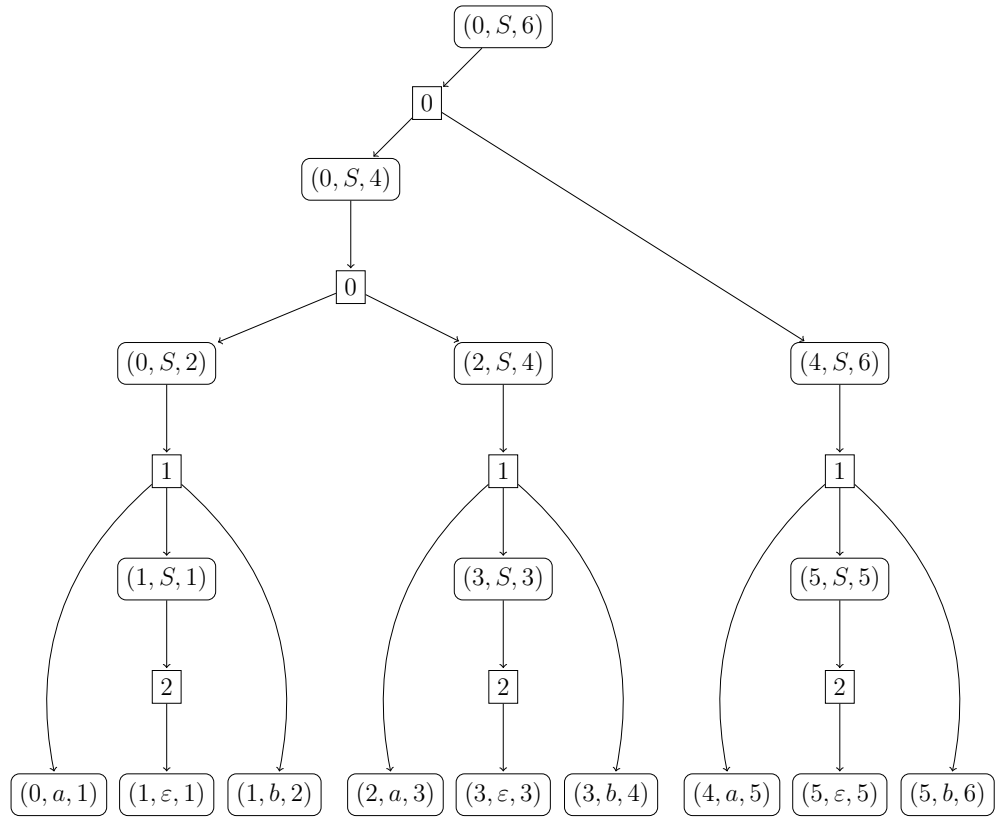 (0, S, 6)
0
(0, S, 4)
0
(0, S, 2) (2, S, 4) (4, S, 6)
1 1 1
(1, S, 1) (3, S, 3) (5, S, 5)
2 2 2
(0, a, 1) (1, ε, 1) (1, b, 2) (2, a, 3) (3, ε, 3) (3, b, 4) (4, a, 5) (5, ε, 5) (5, b, 6)